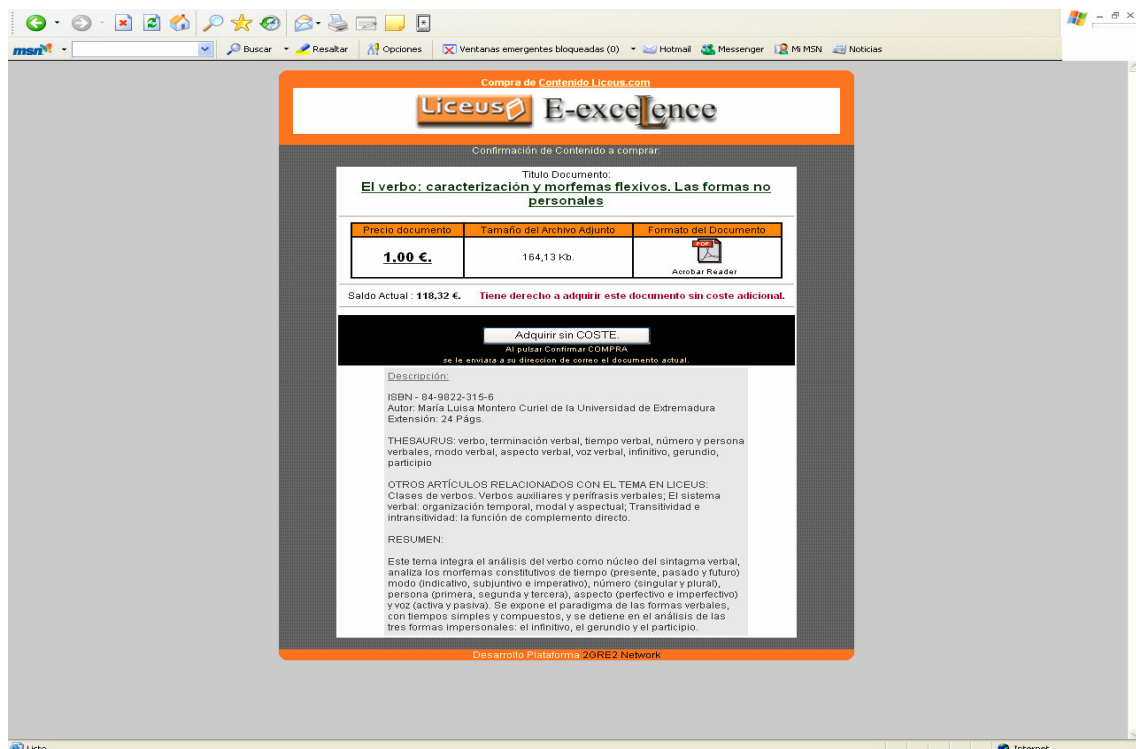 msn
Buscar
Resaltar
Opciones
Ventanas emergentes bloqueadas (0)
Hotmail
Messenger
Mi MSN
Noticias
Compra de Contenido Liceus.com
Liceus E-exceLence
Confirmación de Contenido a comprar:
Titulo Documento:
El verbo: caracterización y morfemas flexivos. Las formas no
personales
Precio documento Tamaño del Archivo Adjunto Formato del Documento
1.00 €. 164,13 Kb. PDF
Acrobar Reader
Saldo Actual : 118,32 €. Tiene derecho a adquirir este documento sin coste adicional.
Adquirir sin COSTE.
Al pulsar Confirmar COMPRA
se le enviara a su direccion de correo el documento actual.
Descripción:
ISBN - 84-9822-315-6
Autor: María Luisa Montero Curiel de la Universidad de Extremadura
Extensión: 24 Págs.
THESAURUS: verbo, terminación verbal, tiempo verbal, número y persona
verbales, modo verbal, aspecto verbal, voz verbal, infinitivo, gerundio,
participio
OTROS ARTÍCULOS RELACIONADOS CON EL TEMA EN LICEUS:
Clases de verbos. Verbos auxiliares y perífrasis verbales; El sistema
verbal: organización temporal, modal y aspectual; Transitividad e
intransitividad: la función de complemento directo.
RESUMEN:
Este tema integra el análisis del verbo como núcleo del sintagma verbal,
analiza los morfemas constitutivos de tiempo (presente, pasado y futuro)
modo (indicativo, subjuntivo e imperativo), número (singular y plural),
persona (primera, segunda y tercera), aspecto (perfectivo e imperfectivo)
y voz (activa y pasiva). Se expone el paradigma de las formas verbales,
con tiempos simples y compuestos, y se detiene en el análisis de las
tres formas impersonales: el infinitivo, el gerundio y el participio.
Desarrollo Plataforma 2GRE2 Network
Listo
Internet